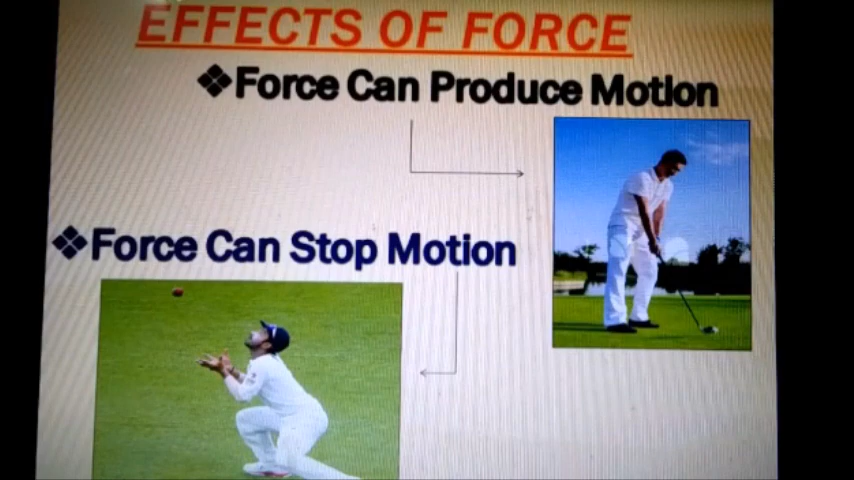 EFFECTS OF FORCE
❖Force Can Produce Motion
❖Force Can Stop Motion